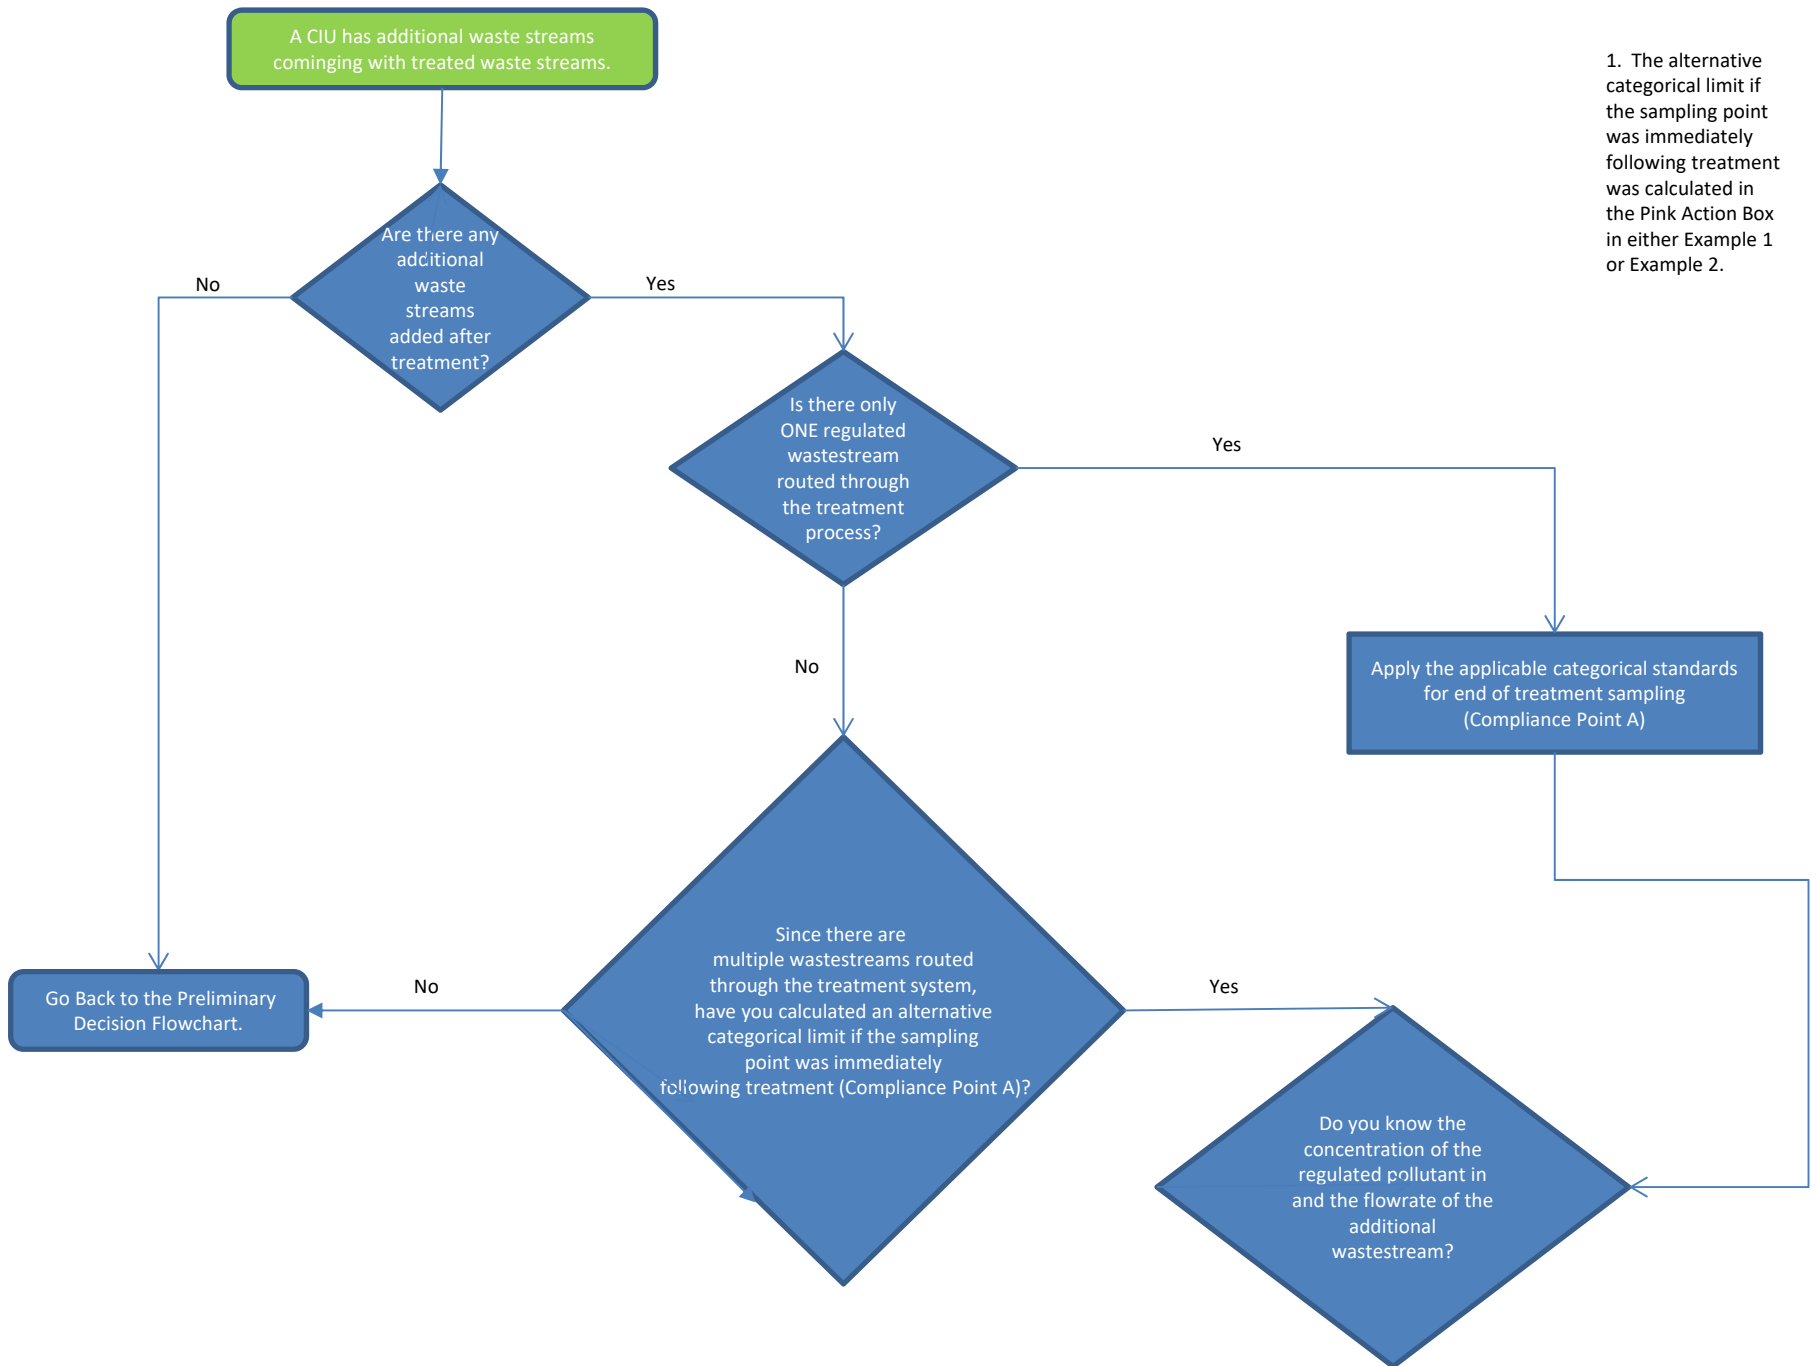 A CIU has additional waste streams
cominging with treated waste streams.
1.  The alternative
categorical limit if
the sampling point
was immediately
following treatment
was calculated in
the Pink Action Box
in either Example 1
or Example 2.
Are there any
additional
waste
streams
added after
treatment?
No
Yes
Is there only
ONE regulated
wastestream
routed through
the treatment
process?
Yes
No
Apply the applicable categorical standards
for end of treatment sampling
(Compliance Point A)
Since there are
multiple wastestreams routed
through the treatment system,
have you calculated an alternative
categorical limit if the sampling
point was immediately
following treatment (Compliance Point A)?
No
Yes
Go Back to the Preliminary
Decision Flowchart.
Do you know the
concentration of the
regulated pollutant in
and the flowrate of the
additional
wastestream?